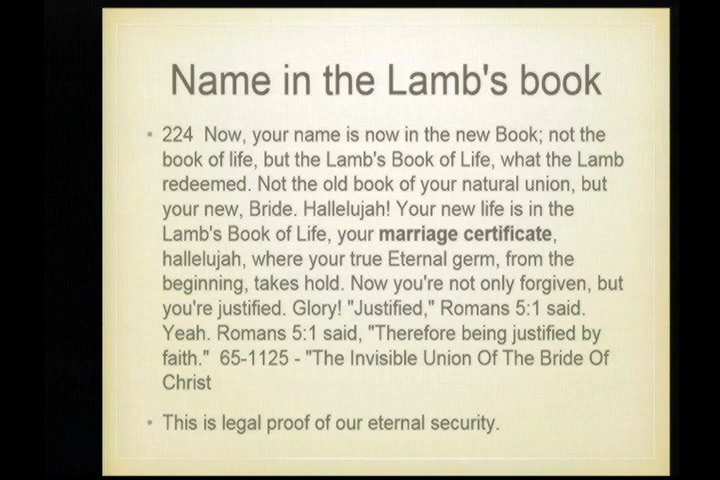 Name in the Lamb's book
• 224  Now, your name is now in the new Book; not the
book of life, but the Lamb's Book of Life, what the Lamb
redeemed. Not the old book of your natural union, but
your new, Bride. Hallelujah! Your new life is in the
Lamb's Book of Life, your marriage certificate,
hallelujah, where your true Eternal germ, from the
beginning, takes hold. Now you're not only forgiven, but
you're justified. Glory! "Justified," Romans 5:1 said.
Yeah. Romans 5:1 said, "Therefore being justified by
faith."  65-1125 - "The Invisible Union Of The Bride Of
Christ
• This is legal proof of our eternal security.